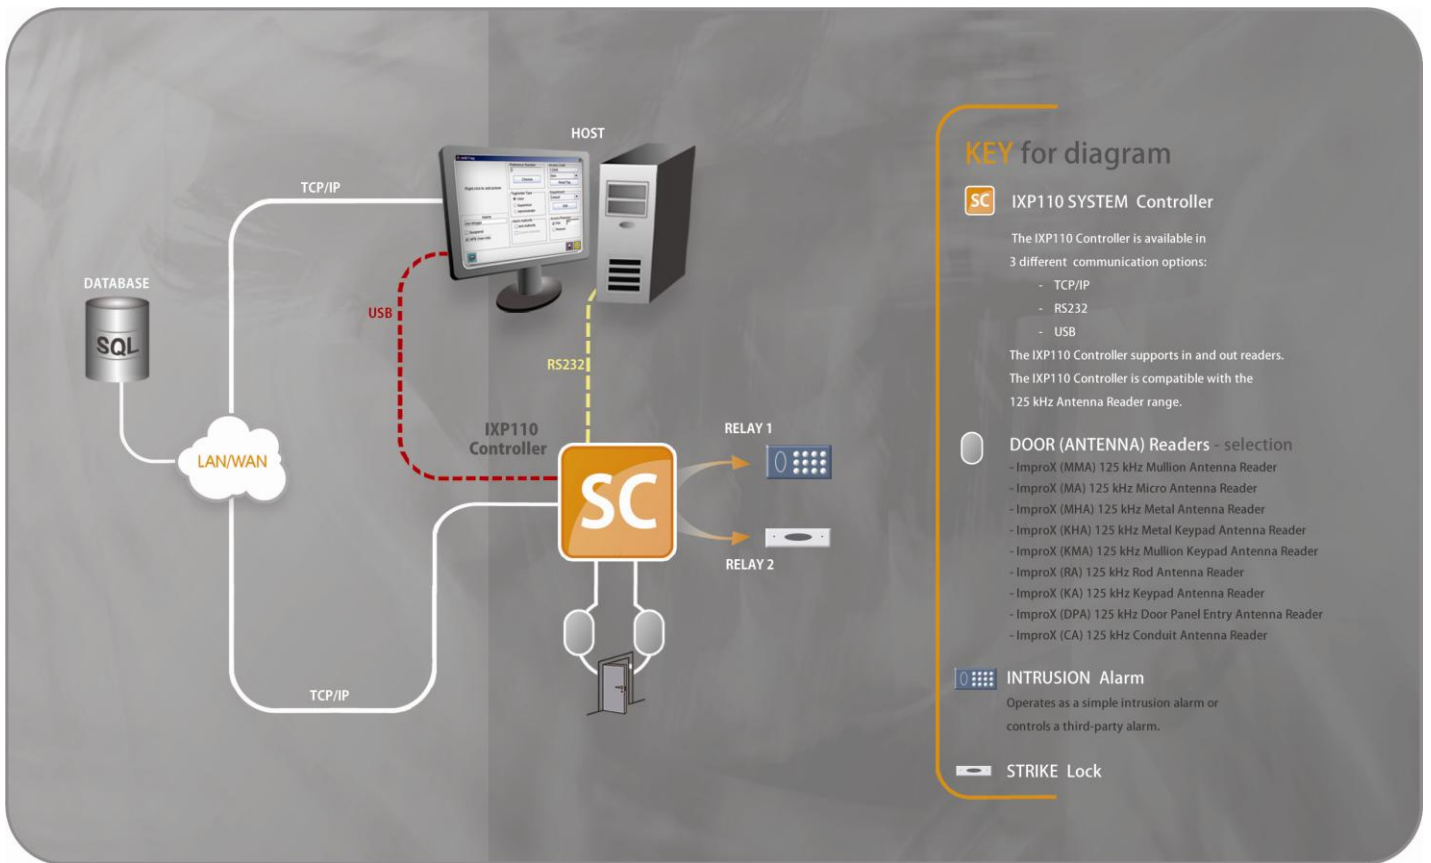 HOST
TCP/IP
DATABASE
SQL
USB
RS232
LAN/WAN
IXP110
Controller
SC
RELAY 1
RELAY 2
TCP/IP
KEY for diagram
SC IXP110 SYSTEM Controller
The IXP110 Controller is available in
3 different communication options:
- TCP/IP
- RS232
- USB
The IXP110 Controller supports in and out readers.
The IXP110 Controller is compatible with the
125 kHz Antenna Reader range.
DOOR (ANTENNA) Readers - selection
- ImproX (MMA) 125 kHz Mullion Antenna Reader
- ImproX (MA) 125 kHz Micro Antenna Reader
- ImproX (MHA) 125 kHz Metal Antenna Reader
- ImproX (KHA) 125 kHz Metal Keypad Antenna Reader
- ImproX (KMA) 125 kHz Mullion Keypad Antenna Reader
- ImproX (RA) 125 kHz Rod Antenna Reader
- ImproX (KA) 125 kHz Keypad Antenna Reader
- ImproX (DPA) 125 kHz Door Panel Entry Antenna Reader
- ImproX (CA) 125 kHz Conduit Antenna Reader
INTRUSION Alarm
Operates as a simple intrusion alarm or
controls a third-party alarm.
STRIKE Lock